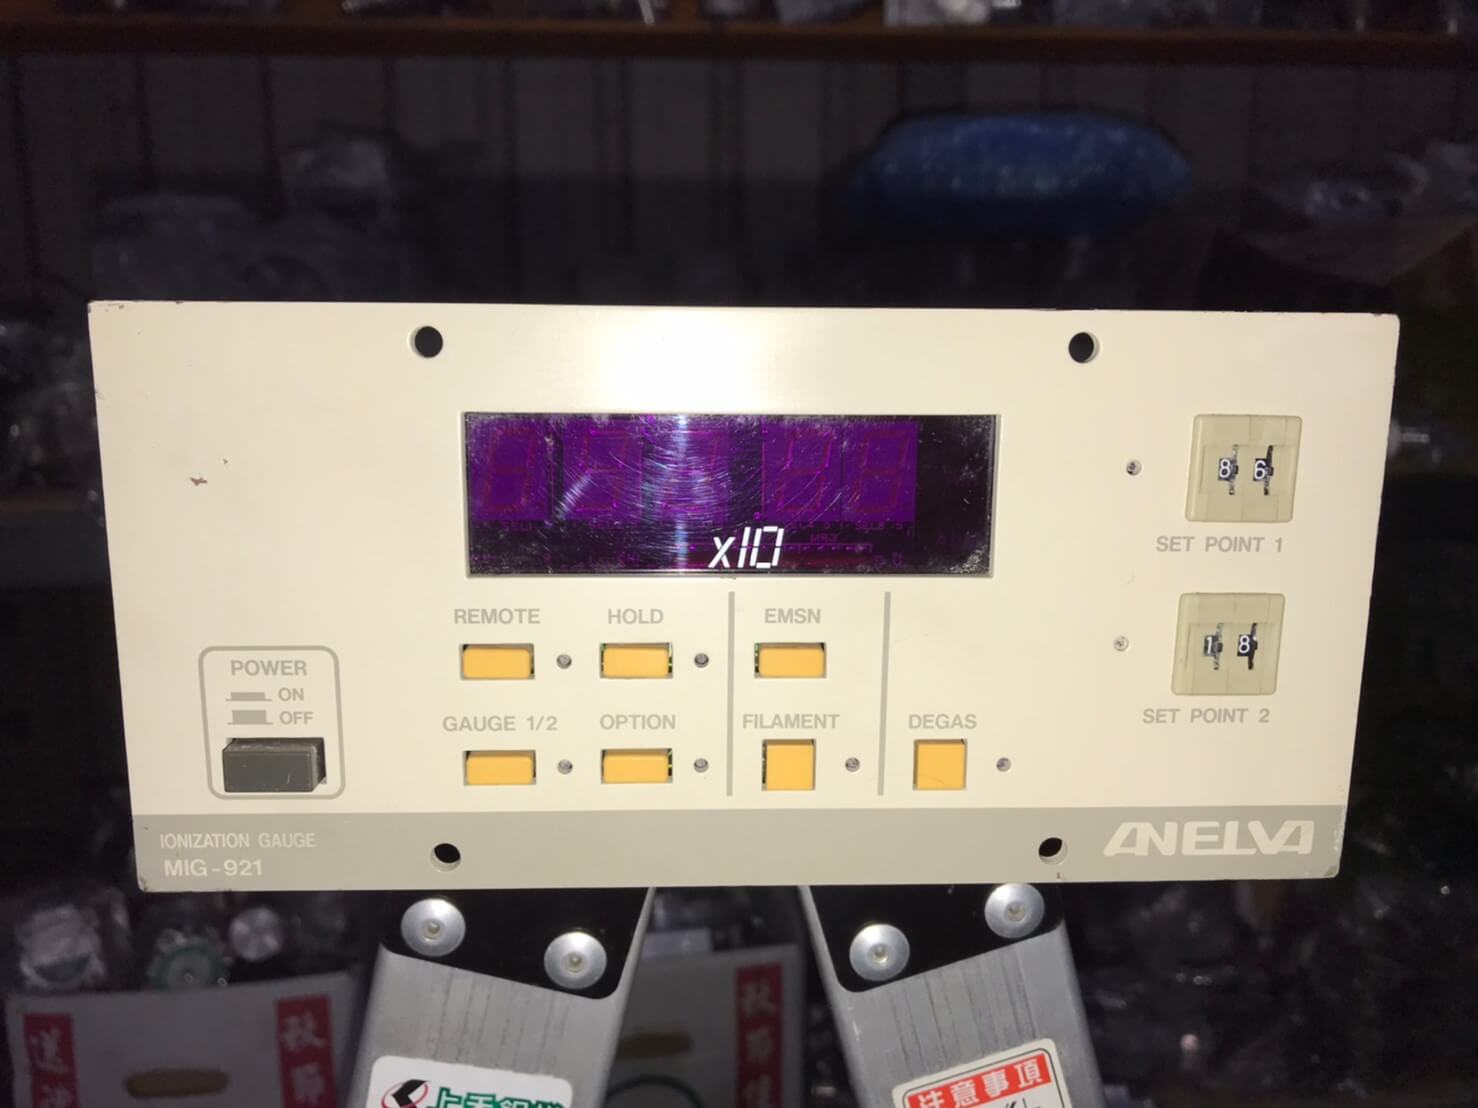 x10
8 6
SET POINT 1
REMOTE
HOLD
EMSN
1 8
SET POINT 2
POWER
ON
OFF
GAUGE 1/2
OPTION
FILAMENT
DEGAS
IONIZATION GAUGE
MIG-921
ANELVA
注意事項